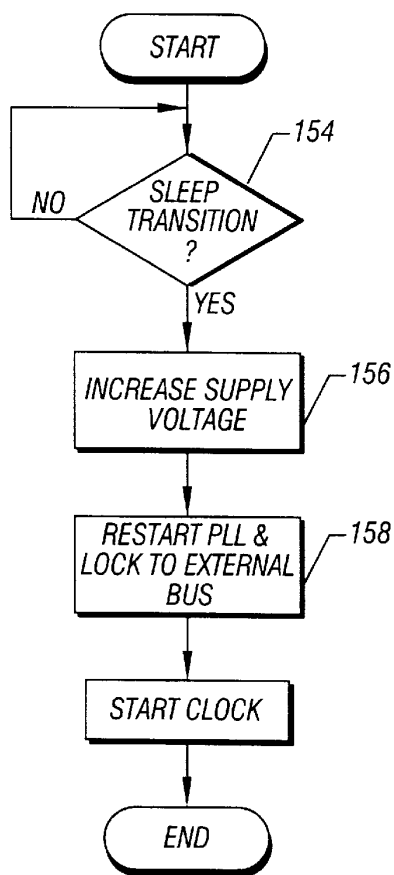 START
154
SLEEP
TRANSITION
?
NO
YES
INCREASE SUPPLY
VOLTAGE
156
RESTART PLL &
LOCK TO EXTERNAL
BUS
158
START CLOCK
END